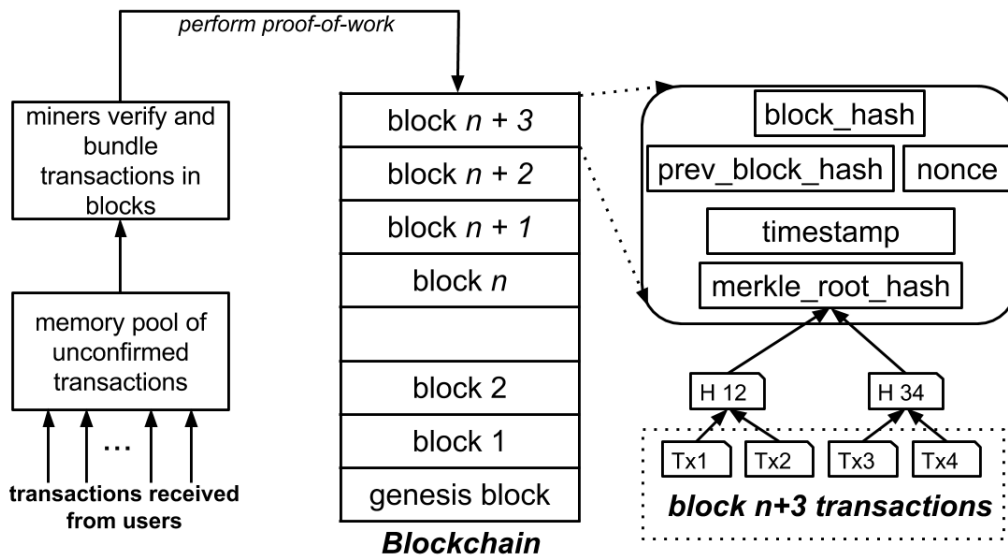 perform proof-of-work
miners verify and
bundle
transactions in
blocks
memory pool of
unconfirmed
transactions
...
transactions received
from users
block n + 3
block n + 2
block n + 1
block n
block 2
block 1
genesis block
Blockchain
block_hash
prev_block_hash
nonce
timestamp
merkle_root_hash
H 12
H 34
Tx1
Tx2
Tx3
Tx4
block n+3 transactions